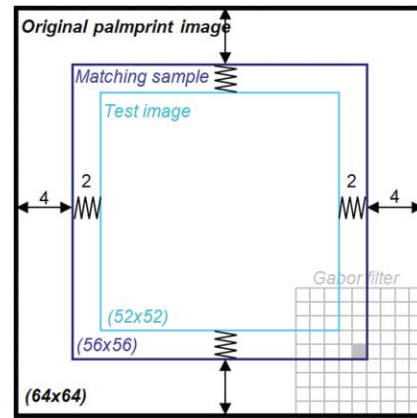 Original palmprint image
Matching sample
Test image
2
2
4
4
Gabor filter
(52x52)
(56x56)
(64x64)